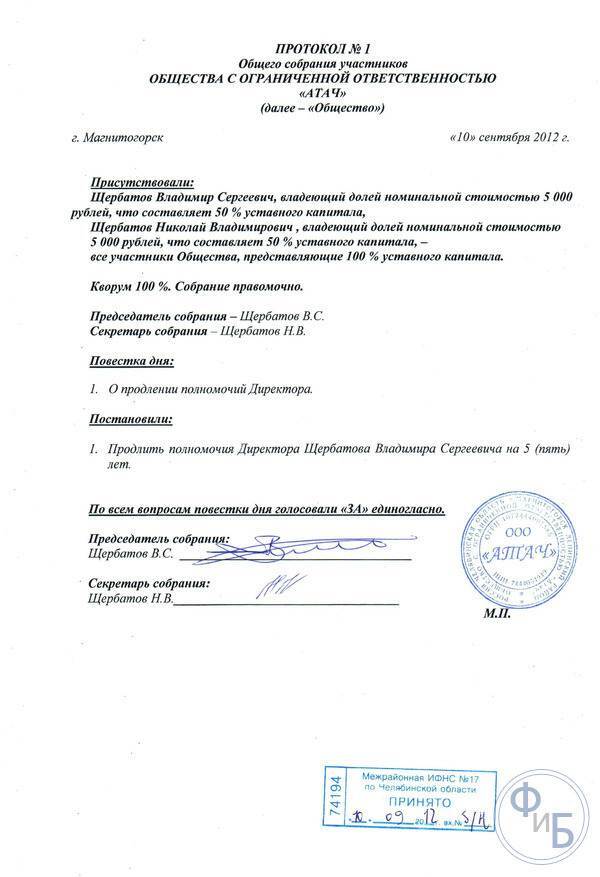 ПРОТОКОЛ № 1
Общего собрания участников
ОБЩЕСТВА С ОГРАНИЧЕННОЙ ОТВЕТСТВЕННОСТЬЮ
«АТАЧ»
(далее – «Общество»)
г. Магнитогорск «10» сентября 2012 г.
Присутствовали:
Щербатов Владимир Сергеевич, владеющий долей номинальной стоимостью 5 000
рублей, что составляет 50 % уставного капитала,
Щербатов Николай Владимирович , владеющий долей номинальной стоимостью
5 000 рублей, что составляет 50 % уставного капитала, –
все участники Общества, представляющие 100 % уставного капитала.
Кворум 100 %. Собрание правомочно.
Председатель собрания – Щербатов В.С.
Секретарь собрания – Щербатов Н.В.
Повестка дня:
1. О продлении полномочий Директора.
Постановили:
1. Продлить полномочия Директора Щербатова Владимира Сергеевича на 5 (пять)
лет.
По всем вопросам повестки дня голосовали «ЗА» единогласно.
Председатель собрания:
Щербатов В.С.
Секретарь собрания:
Щербатов Н.В.
ООО
«АТАЧ»
М.П.
74194
Межрайонная ИФНС №17
по Челябинской области
ПРИНЯТО
10 09 2012 г. вх.№ Б/Н
ФиБ